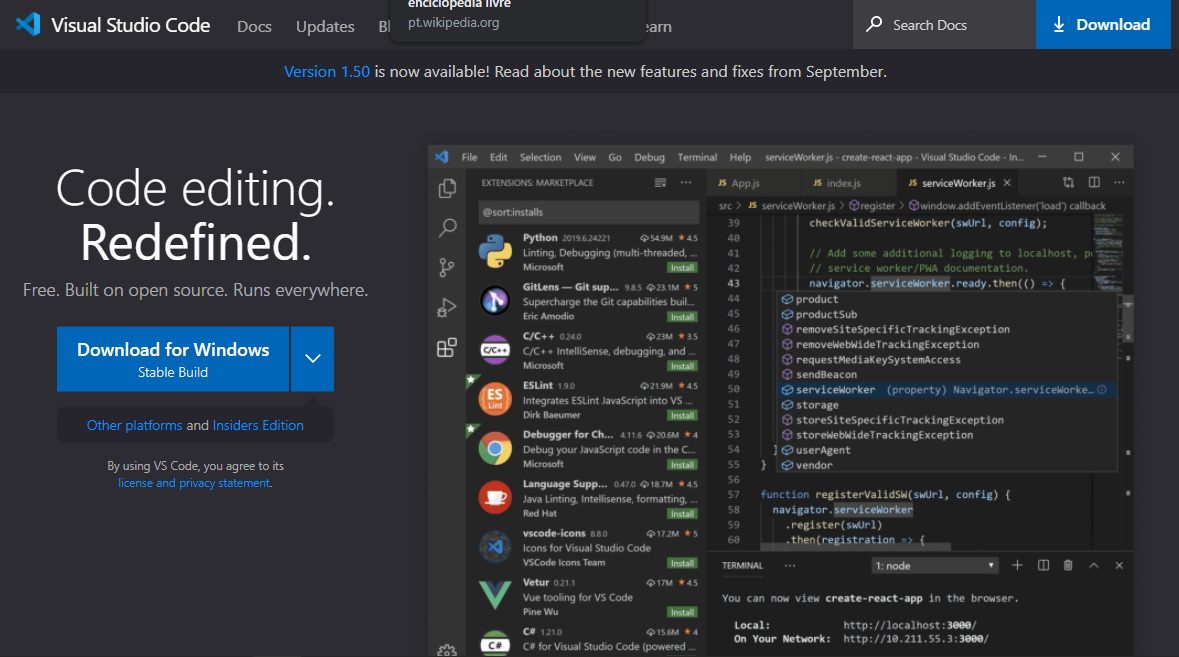 enciclopédia livre
pt.wikipedia.org
Visual Studio Code Docs Updates earn Search Docs Download
Version 1.50 is now available! Read about the new features and fixes from September.
Code editing.
Redefined.
Free. Built on open source. Runs everywhere.
Download for Windows
Stable Build
Other platforms and Insiders Edition
By using VS Code, you agree to its
license and privacy statement.
File Edit Selection View Go Debug Terminal Help serviceWorker.js - create-react-app - Visual Studio Code - In...
EXTENSIONS: MARKETPLACE
@sort:installs
Python 2019.6.24221 54.9M 4.5
Linting, Debugging (multi-threaded, ...
Microsoft Install
GitLens — Git sup... 9.8.5 23.1M 5
Supercharge the Git capabilities buil...
Eric Amodio Install
C/C++ C/C++ 0.24.0 23M 3.5
C/C++ IntelliSense, debugging, and ...
Microsoft Install
ES Lint ESLint 1.9.0 21.9M 4.5
Integrates ESLint JavaScript into VS ...
Dirk Baeumer Install
Debugger for Ch... 4.11.6 20.6M 4
Debug your JavaScript code in the C...
Microsoft Install
Language Supp... 0.47.0 18.7M 4.5
Java Linting, Intellisense, formatting, ...
Red Hat Install
vscode-icons 8.8.0 17.2M 5
Icons for Visual Studio Code
VSCode Icons Team Install
Vetur 0.21.1 17M 4.5
Vue tooling for VS Code
Pine Wu Install
C# C# 1.21.0 15.6M 4
C# for Visual Studio Code (powered ...
JS App.js JS index.js JS serviceWorker.js
src > JS serviceWorker.js > register > window.addEventListener('load') callback
39 checkValidServiceWorker(swUrl, config);
40
41 // Add some additional logging to localhost, p
42 // service worker/PWA documentation.
43 navigator.serviceWorker.ready.then(() => {
44 product
45 productSub
46 removeSiteSpecificTrackingException
47 removeWebWideTrackingException
48 requestMediaKeySystemAccess
49 sendBeacon
50 serviceWorker (property) Navigator.serviceWorke...
51 storage
52 storeSiteSpecificTrackingException
53 storeWebWideTrackingException
54 } userAgent
55 } vendor
56
57 function registerValidSW(swUrl, config) {
58 navigator.serviceWorker
59 .register(swUrl)
60 .then(registration => {
TERMINAL ... 1: node
You can now view create-react-app in the browser.
Local: http://localhost:3000/
On Your Network: http://10.211.55.3:3000/